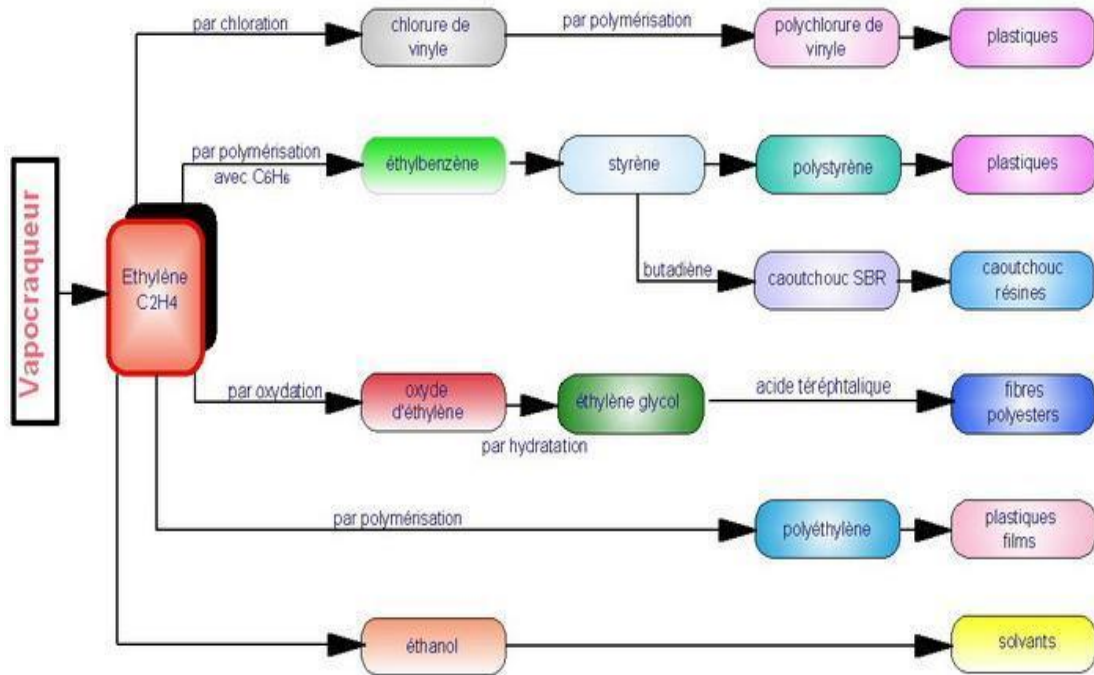 par chloration
chlorure de
vinyle
par polymérisation
polychlorure de
vinyle
plastiques
par polymérisation
avec C6H6
éthylbenzène
styrène
polystyrène
plastiques
Vapocraqueur
Ethylène
C2H4
butadiène
caoutchouc SBR
caoutchouc
résines
par oxydation
oxyde
d'éthylène
par hydratation
éthylène glycol
acide téréphtalique
fibres
polyesters
par polymérisation
polyéthylène
plastiques
films
éthanol
solvants